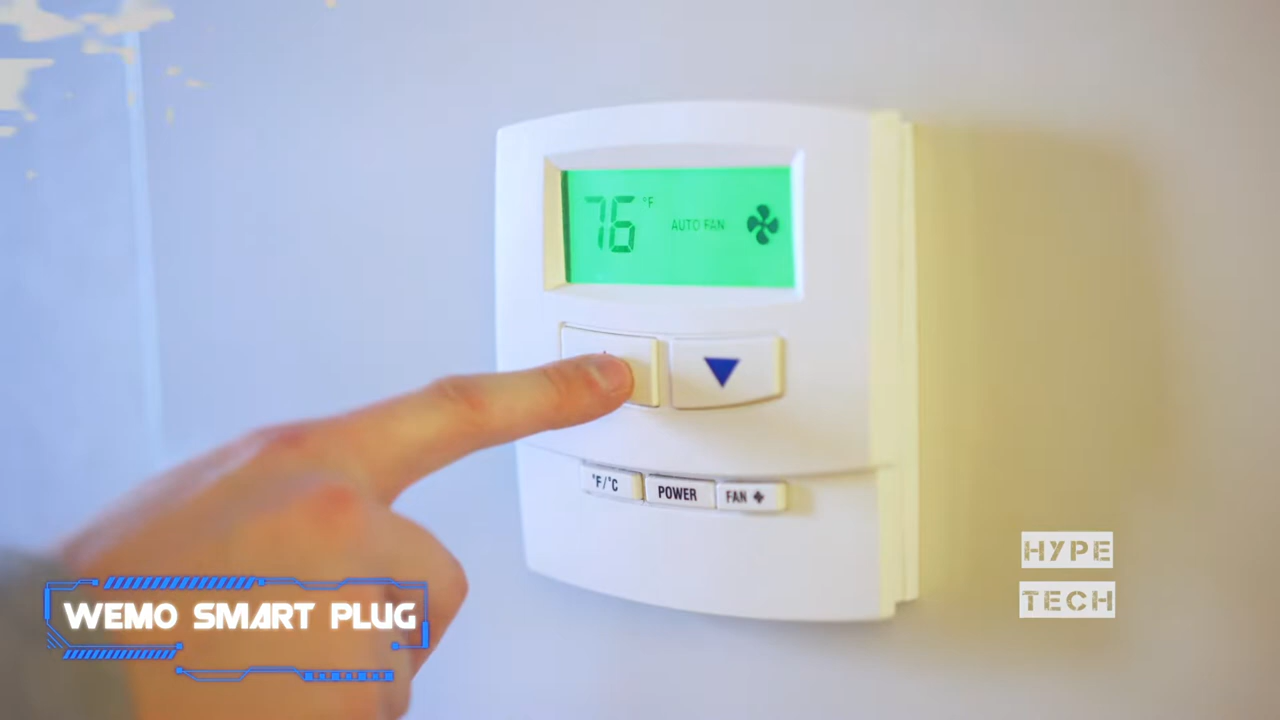 76 °F AUTO FAN
°F/°C POWER FAN
WEMO SMART PLUG
HYPE
TECH